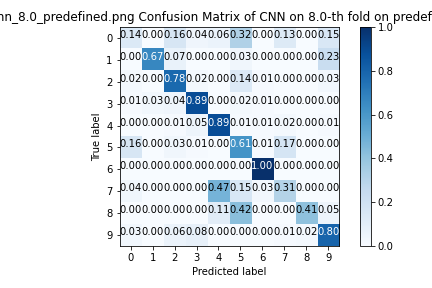 nn_8.0_predefined.png Confusion Matrix of CNN on 8.0-th fold on predef
0 0.14 0.00 0.16 0.04 0.06 0.32 0.00 0.13 0.00 0.15
1 0.00 0.67 0.07 0.00 0.00 0.03 0.00 0.00 0.00 0.23
2 0.02 0.00 0.78 0.02 0.00 0.14 0.01 0.00 0.00 0.03
3 0.01 0.03 0.04 0.89 0.00 0.02 0.01 0.00 0.00 0.00
4 0.00 0.00 0.01 0.05 0.89 0.01 0.01 0.02 0.01 0.00
5 0.16 0.00 0.03 0.01 0.00 0.61 0.01 0.17 0.00 0.00
6 0.00 0.00 0.00 0.00 0.00 0.00 1.00 0.00 0.00 0.00
7 0.04 0.00 0.00 0.00 0.47 0.15 0.03 0.31 0.00 0.00
8 0.00 0.00 0.00 0.00 0.11 0.42 0.00 0.00 0.41 0.05
9 0.03 0.00 0.06 0.08 0.00 0.00 0.00 0.01 0.02 0.80
0 1 2 3 4 5 6 7 8 9
Predicted label
True label
1.0
0.8
0.6
0.4
0.2
0.0